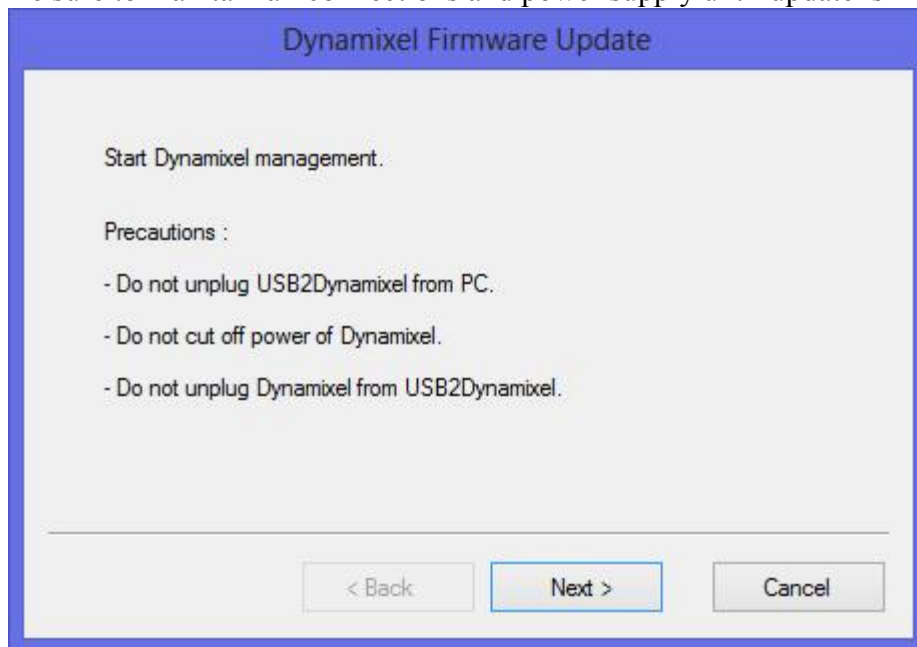 Dynamixel Firmware Update
Start Dynamixel management.
Precautions :
- Do not unplug USB2Dynamixel from PC.
- Do not cut off power of Dynamixel.
- Do not unplug Dynamixel from USB2Dynamixel.
< Back Next > Cancel